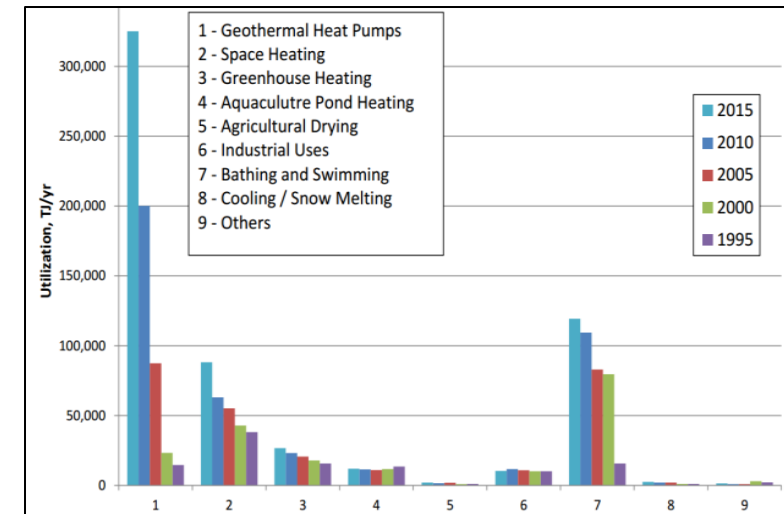 1 - Geothermal Heat Pumps
2 - Space Heating
3 - Greenhouse Heating
4 - Aquaculutre Pond Heating
5 - Agricultural Drying
6 - Industrial Uses
7 - Bathing and Swimming
8 - Cooling / Snow Melting
9 - Others
2015
2010
2005
2000
1995
Utilization, TJ/yr
300,000
250,000
200,000
150,000
100,000
50,000
0
1 2 3 4 5 6 7 8 9